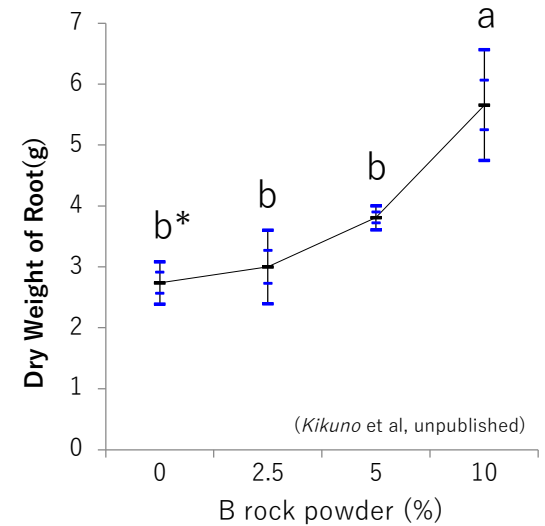 Dry Weight of Root(g)
7
6
5
4
3
2
1
0
b*
b
b
a
(Kikuno et al, unpublished)
0 2.5 5 10
B rock powder (%)